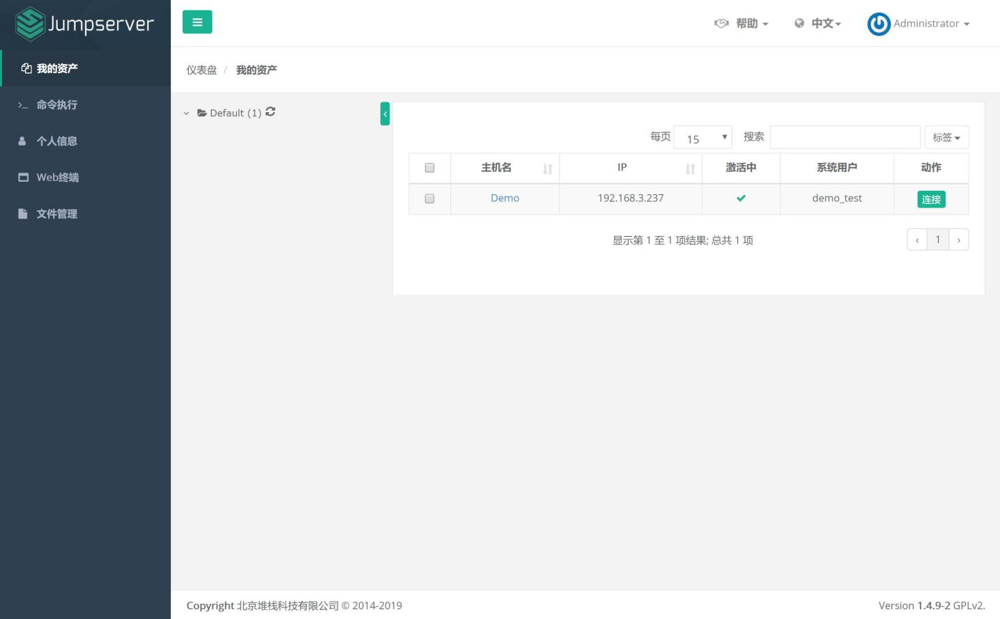 Jumpserver
帮助
中文
Administrator
我的资产
命令执行
个人信息
Web终端
文件管理
仪表盘 / 我的资产
Default (1)
每页 15 搜索 标签
主机名 IP 激活中 系统用户 动作
Demo 192.168.3.237 demo_test 连接
显示第 1 至 1 项结果; 总共 1 项
‹ 1 ›
Copyright 北京堆栈科技有限公司 © 2014-2019
Version 1.4.9-2 GPLv2.